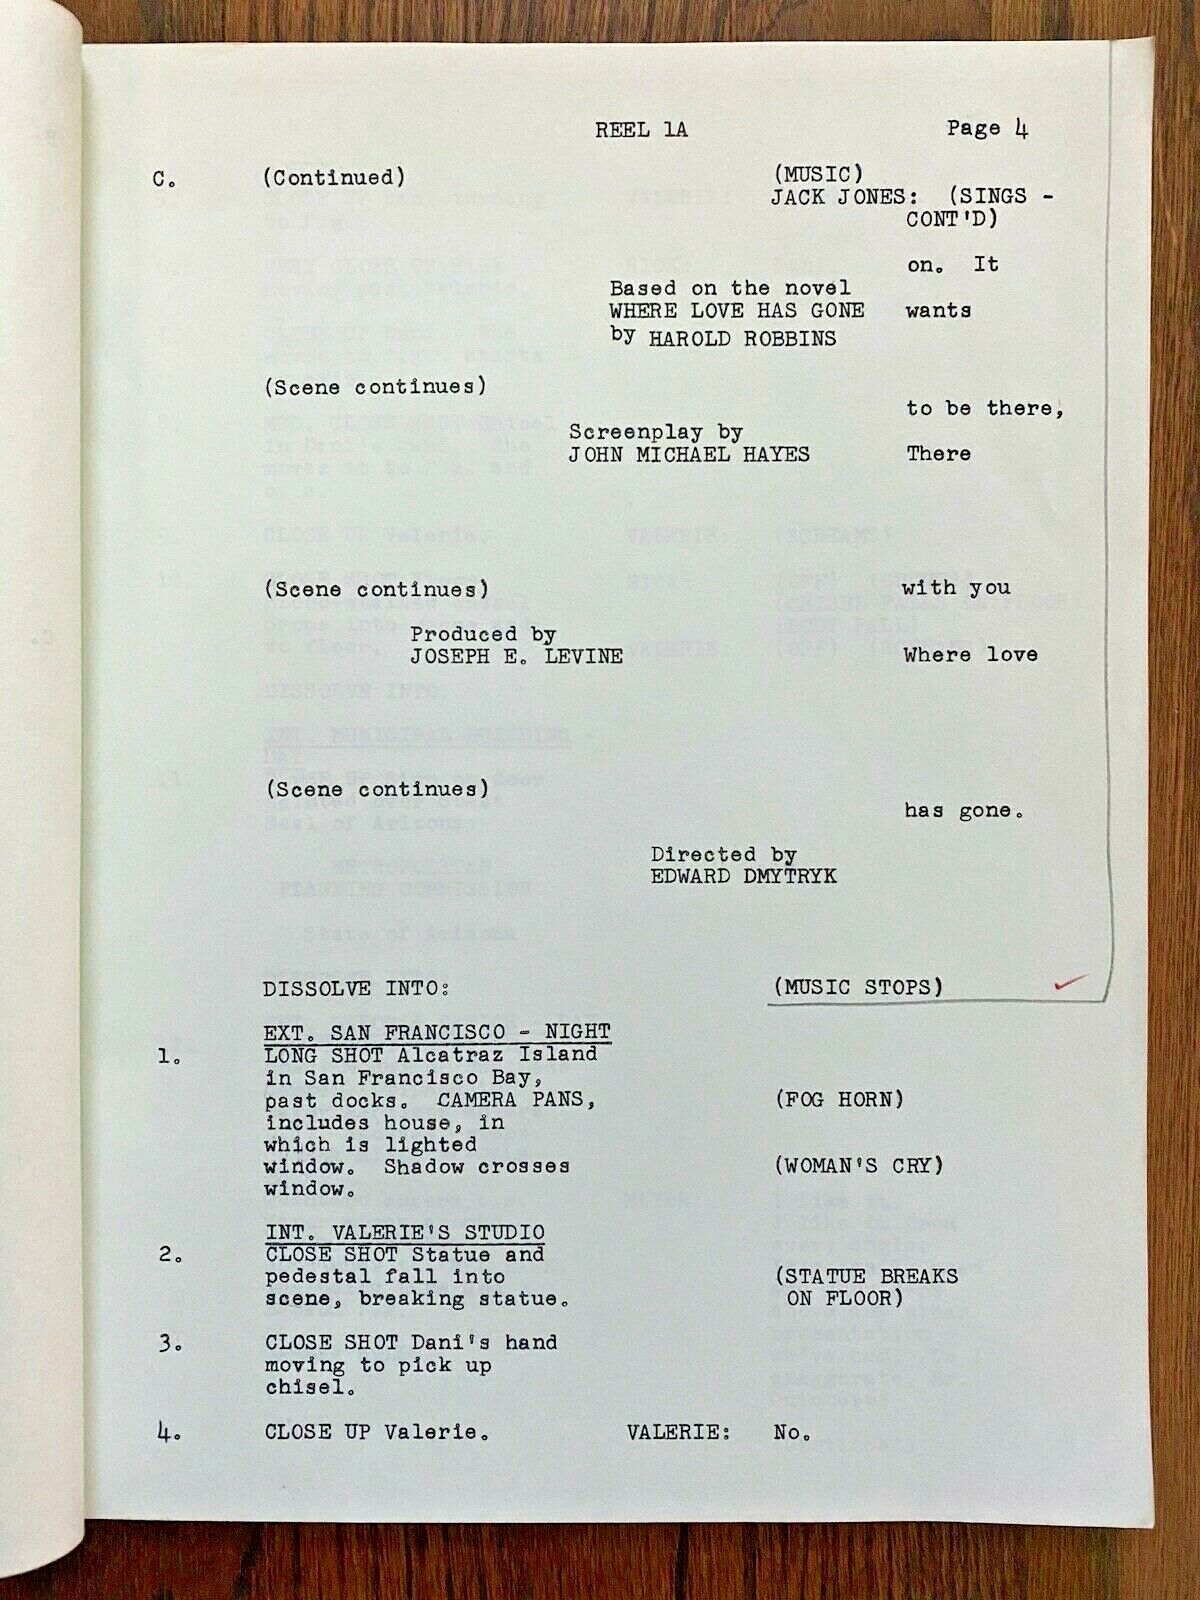 REEL 1A Page 4
C. (Continued) (MUSIC)
JACK JONES: (SINGS -
CONT'D)
on. It
Based on the novel
WHERE LOVE HAS GONE wants
by HAROLD ROBBINS
(Scene continues)
to be there,
Screenplay by
JOHN MICHAEL HAYES There
(Scene continues) with you
Produced by
JOSEPH E. LEVINE Where love
(Scene continues)
has gone.
Directed by
EDWARD DMYTRYK
DISSOLVE INTO: (MUSIC STOPS)
EXT. SAN FRANCISCO - NIGHT
1. LONG SHOT Alcatraz Island
in San Francisco Bay,
past docks. CAMERA PANS, (FOG HORN)
includes house, in
which is lighted
window. Shadow crosses (WOMAN'S CRY)
window.
INT. VALERIE'S STUDIO
2. CLOSE SHOT Statue and
pedestal fall into (STATUE BREAKS
scene, breaking statue. ON FLOOR)
3. CLOSE SHOT Dani's hand
moving to pick up
chisel.
4. CLOSE UP Valerie. VALERIE: No.